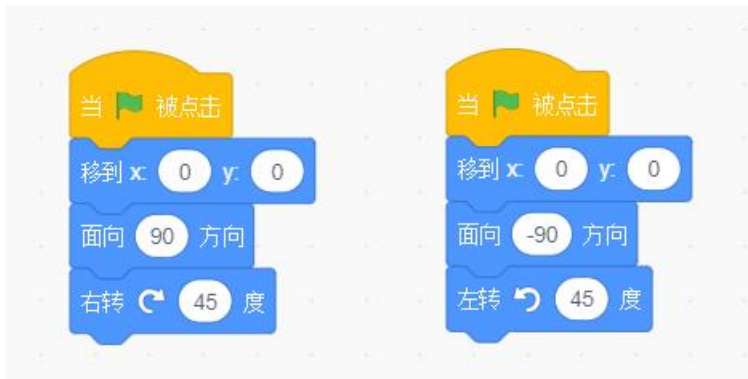 当 被点击
移到 x: 0 y: 0
面向 90 方向
右转 45 度
当 被点击
移到 x: 0 y: 0
面向 -90 方向
左转 45 度